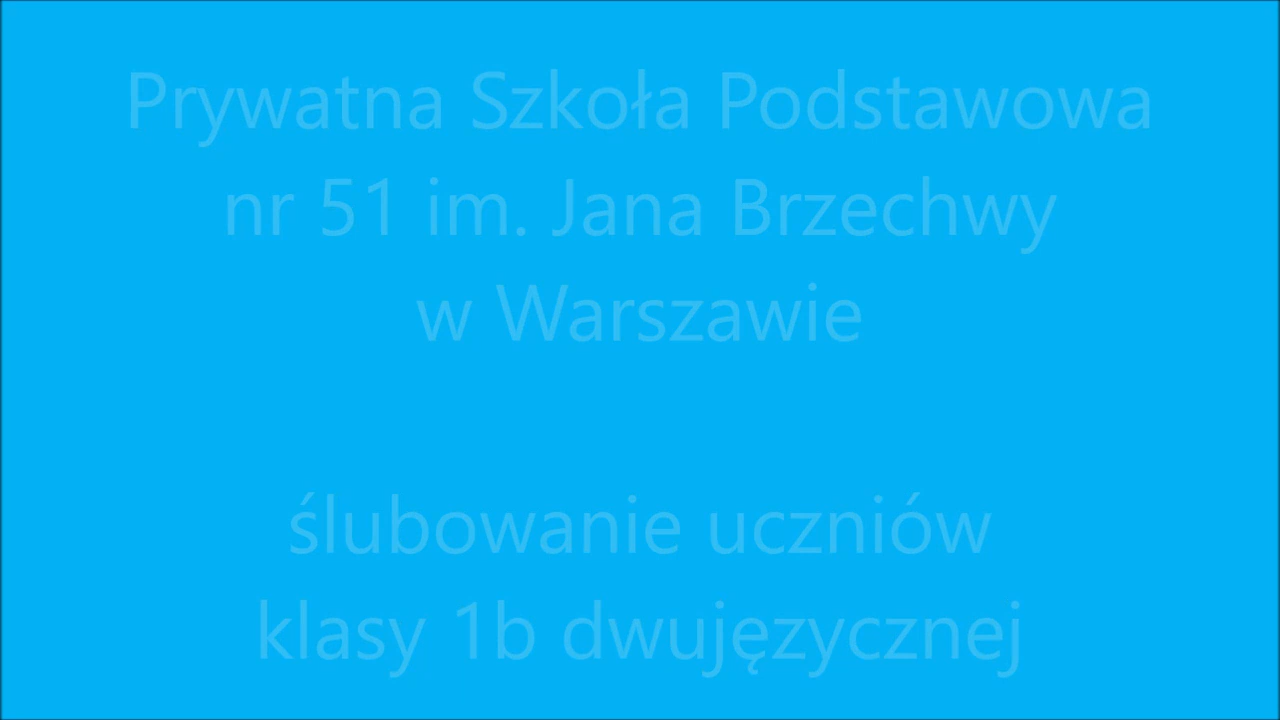 Prywatna Szkoła Podstawowa
nr 51 im. Jana Brzechwy
w Warszawie
ślubowanie uczniów
klasy 1b dwujęzycznej